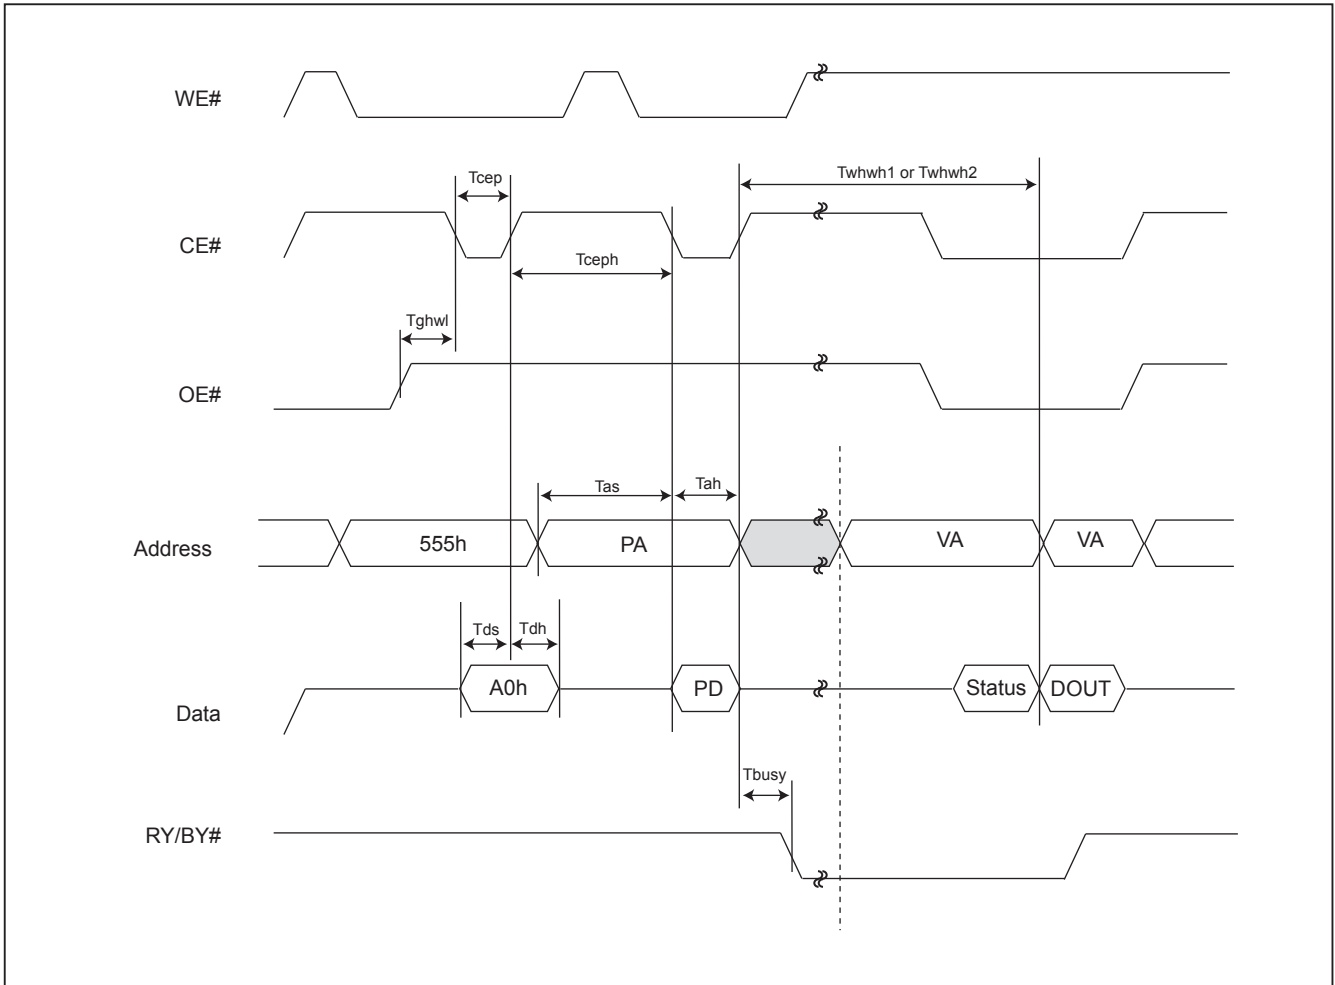 WE#
Tcep
Twhwh1 or Twhwh2
CE#
Tceph
Tghwl
OE#
Tas
Tah
Address
555h
PA
VA
VA
Tds
Tdh
Data
A0h
PD
Status
DOUT
Tbusy
RY/BY#